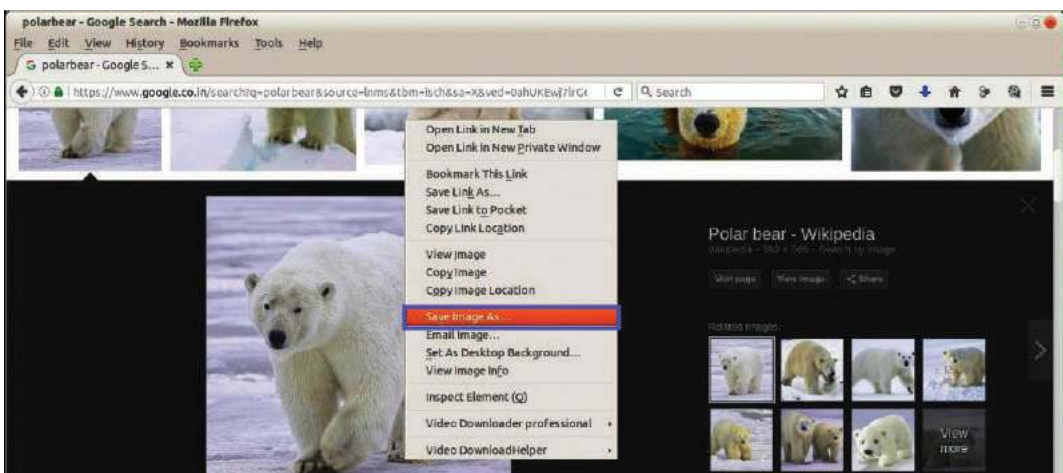 polarbear - Google Search - Mozilla Firefox
File Edit View History Bookmarks Tools Help
G polarbear - Google S... ×
https://www.google.co.in/search?q=polarbear&source=lnms&tbm=isch&sa=X&ved=0ahUKEwj7lrG
Search
Open Link in New Tab
Open Link in New Private Window
Bookmark This Link
Save Link As...
Save Link to Pocket
Copy Link Location
View Image
Copy Image
Copy Image Location
Save Image As...
Email Image...
Set As Desktop Background...
View Image Info
Inspect Element (Q)
Video Downloader professional
Video DownloadHelper
Polar bear - Wikipedia
Visit page View image Share
Related images:
View
more